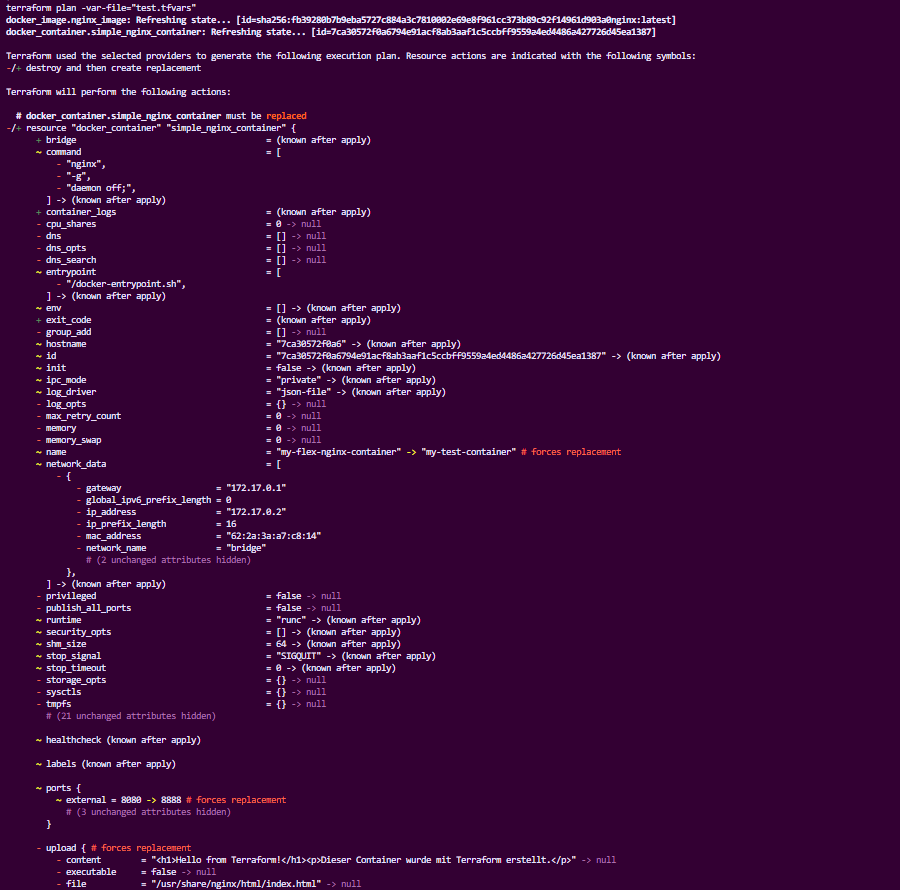 terraform plan -var-file="test.tfvars"
docker_image.nginx_image: Refreshing state... [id=sha256:fb39280b7b9eba5727c884a3c7810002e69e8f961cc373b89c92f14961d903a0nginx:latest]
docker_container.simple_nginx_container: Refreshing state... [id=7ca30572f0a6794e91acf8ab3aaf1c5ccbff9559a4ed4486a427726d45ea1387]

Terraform used the selected providers to generate the following execution plan. Resource actions are indicated with the following symbols:
-/+ destroy and then create replacement

Terraform will perform the following actions:

  # docker_container.simple_nginx_container must be replaced
-/+ resource "docker_container" "simple_nginx_container" {
      + bridge                                      = (known after apply)
      ~ command                                     = [
          - "nginx",
          - "-g",
          - "daemon off;",
        ] -> (known after apply)
      + container_logs                              = (known after apply)
      - cpu_shares                                  = 0 -> null
      - dns                                         = [] -> null
      - dns_opts                                    = [] -> null
      - dns_search                                  = [] -> null
      ~ entrypoint                                  = [
          - "/docker-entrypoint.sh",
        ] -> (known after apply)
      ~ env                                         = [] -> (known after apply)
      + exit_code                                   = (known after apply)
      - group_add                                   = [] -> null
      ~ hostname                                    = "7ca30572f0a6" -> (known after apply)
      ~ id                                          = "7ca30572f0a6794e91acf8ab3aaf1c5ccbff9559a4ed4486a427726d45ea1387" -> (known after apply)
      ~ init                                        = false -> (known after apply)
      ~ ipc_mode                                    = "private" -> (known after apply)
      ~ log_driver                                  = "json-file" -> (known after apply)
      - log_opts                                    = {} -> null
      - max_retry_count                             = 0 -> null
      - memory                                      = 0 -> null
      - memory_swap                                 = 0 -> null
      ~ name                                        = "my-flex-nginx-container" -> "my-test-container" # forces replacement
      ~ network_data                                = [
          - {
              - gateway                   = "172.17.0.1"
              - global_ipv6_prefix_length = 0
              - ip_address                = "172.17.0.2"
              - ip_prefix_length          = 16
              - mac_address               = "62:2a:3a:a7:c8:14"
              - network_name              = "bridge"
                # (2 unchanged attributes hidden)
            },
        ] -> (known after apply)
      - privileged                                  = false -> null
      - publish_all_ports                           = false -> null
      ~ runtime                                     = "runc" -> (known after apply)
      ~ security_opts                               = [] -> (known after apply)
      ~ shm_size                                    = 64 -> (known after apply)
      ~ stop_signal                                 = "SIGQUIT" -> (known after apply)
      ~ stop_timeout                                = 0 -> (known after apply)
      - storage_opts                                = {} -> null
      - sysctls                                     = {} -> null
      - tmpfs                                       = {} -> null
        # (21 unchanged attributes hidden)

      ~ healthcheck (known after apply)

      ~ labels (known after apply)

      ~ ports {
          ~ external = 8080 -> 8888 # forces replacement
            # (3 unchanged attributes hidden)
        }

      - upload { # forces replacement
          - content        = "<h1>Hello from Terraform!</h1><p>Dieser Container wurde mit Terraform erstellt.</p>" -> null
          - executable     = false -> null
          - file           = "/usr/share/nginx/html/index.html" -> null